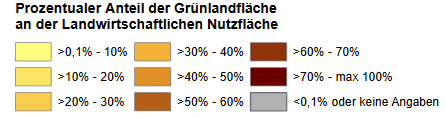 Prozentualer Anteil der Grünlandfläche
an der Landwirtschaftlichen Nutzfläche
>0,1% - 10% >30% - 40% >60% - 70%
>10% - 20% >40% - 50% >70% - max 100%
>20% - 30% >50% - 60% <0,1% oder keine Angaben